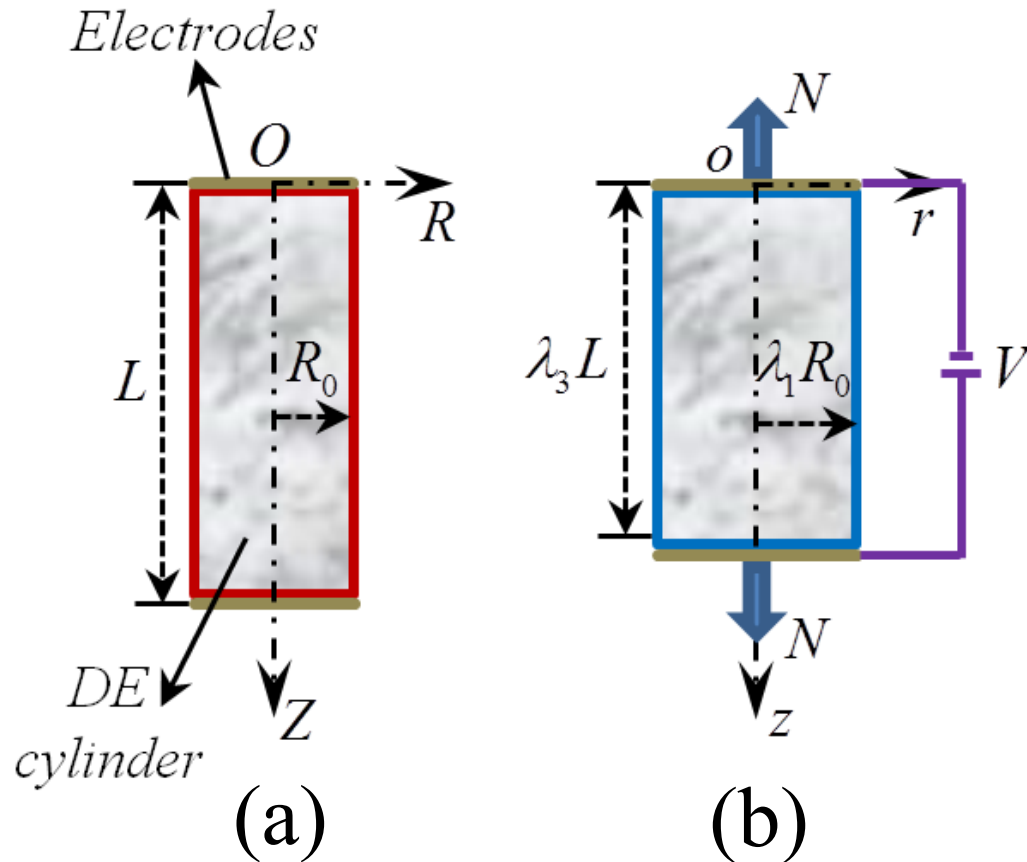 Electrodes
O
R
L
R₀
DE
cylinder
Z
(a)
N
o
r
λ₃L
λ₁R₀
V
N
z
(b)